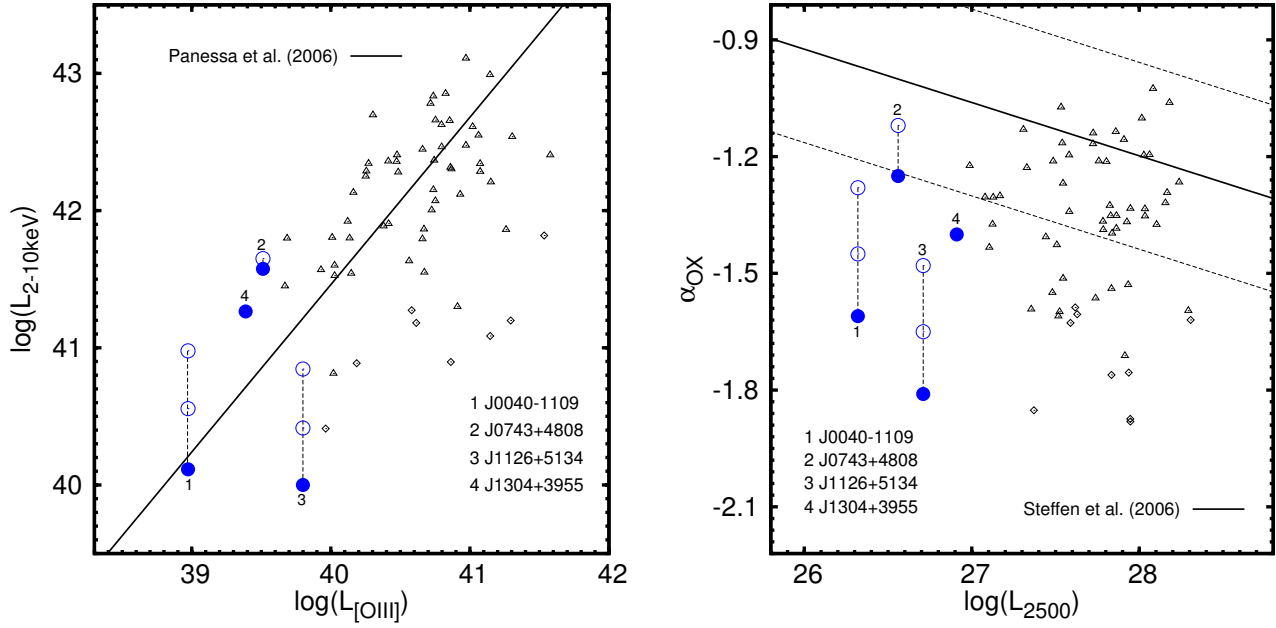 Panessa et al. (2006)
43
42
41
40
log(L2-10keV)
2
4
1
3
1 J0040-1109
2 J0743+4808
3 J1126+5134
4 J1304+3955
39 40 41 42
log(L[OIII])
-0.9
-1.2
-1.5
-1.8
-2.1
αOX
2
1
4
3
1 J0040-1109
2 J0743+4808
3 J1126+5134
4 J1304+3955
Steffen et al. (2006)
26 27 28
log(L2500)